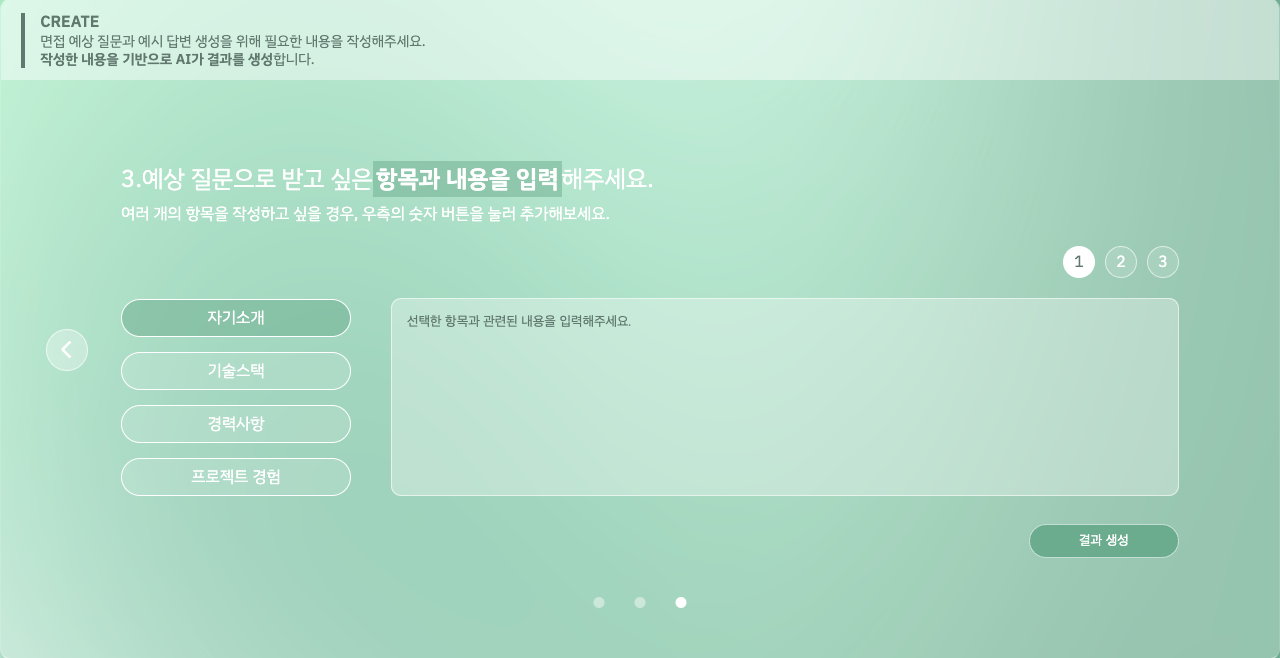 CREATE
면접 예상 질문과 예시 답변 생성을 위해 필요한 내용을 작성해주세요.
작성한 내용을 기반으로 AI가 결과를 생성합니다.
3.예상 질문으로 받고 싶은 항목과 내용을 입력해주세요.
여러 개의 항목을 작성하고 싶을 경우, 우측의 숫자 버튼을 눌러 추가해보세요.
1 2 3
자기소개
선택한 항목과 관련된 내용을 입력해주세요.
기술스택
경력사항
프로젝트 경험
결과 생성